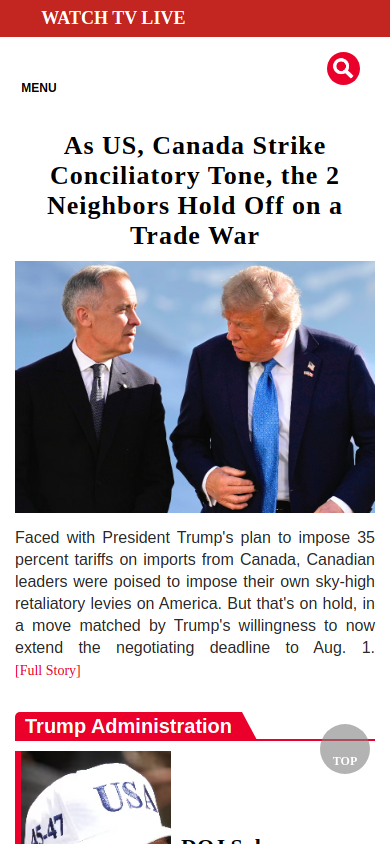 WATCH TV LIVE
MENU
As US, Canada Strike
Conciliatory Tone, the 2
Neighbors Hold Off on a
Trade War
Faced with President Trump's plan to impose 35
percent tariffs on imports from Canada, Canadian
leaders were poised to impose their own sky-high
retaliatory levies on America. But that's on hold, in
a move matched by Trump's willingness to now
extend the negotiating deadline to Aug. 1.
[Full Story]
Trump Administration
TOP
USA
45-47